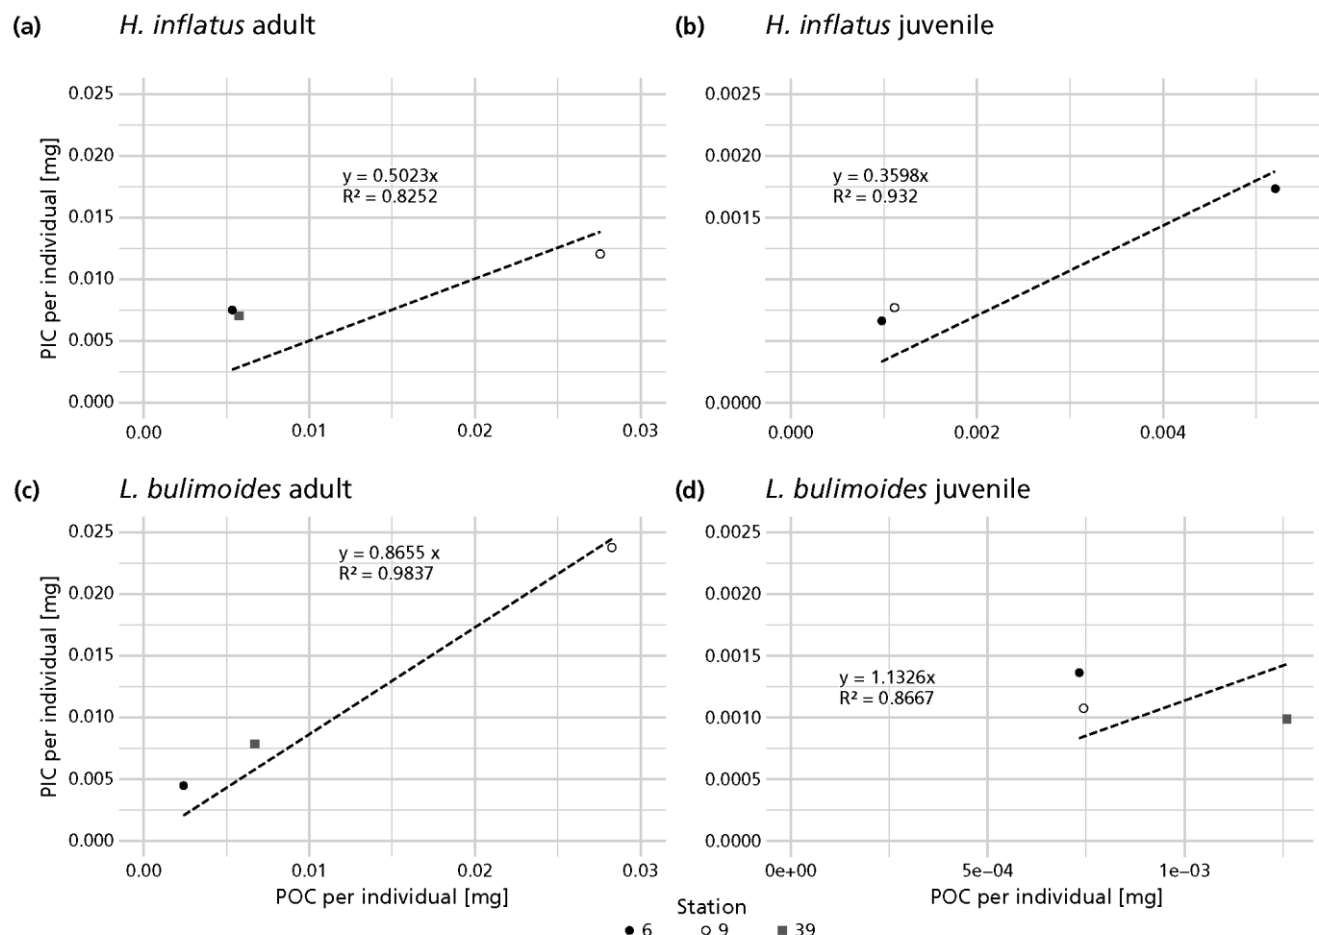 (a) H. inflatus adult
(b) H. inflatus juvenile
PIC per individual [mg]
0.025
0.020
0.015
0.010
0.005
0.000
y = 0.5023x
R² = 0.8252
0.00 0.01 0.02 0.03
0.0025
0.0020
0.0015
0.0000
y = 0.3598x
R² = 0.932
0.000 0.002 0.004
(c) L. bulimoides adult
(d) L. bulimoides juvenile
PIC per individual [mg]
0.025
0.020
0.015
0.010
0.005
0.000
y = 0.8655 x
R² = 0.9837
0.00 0.01 0.02 0.03
POC per individual [mg]
0.0025
0.0020
0.0015
0.0010
0.0005
0.0000
y = 1.1326x
R² = 0.8667
0e+00 5e−04 1e−03
POC per individual [mg]
Station
6 9 39